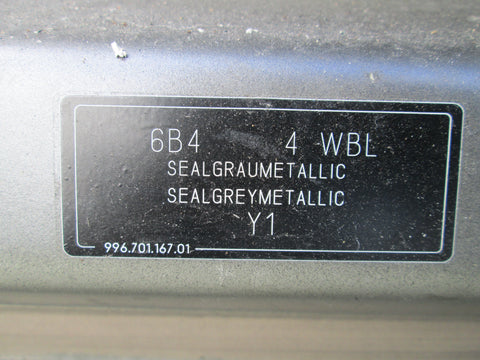 6B4 4 WBL
SEALGRAUMETALLIC
SEALGREYMETALLIC
Y1
996.701.167.01